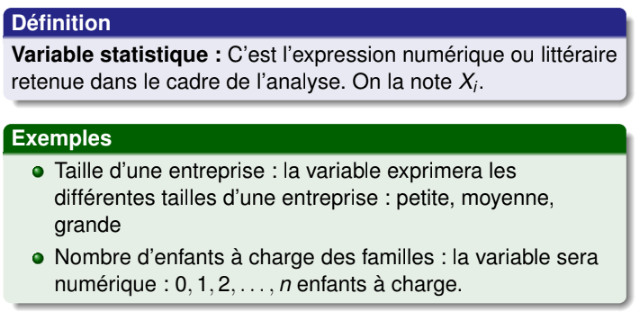 Définition
Variable statistique : C'est l'expression numérique ou littéraire
retenue dans le cadre de l'analyse. On la note Xi.
Exemples
Taille d'une entreprise : la variable exprimera les
différentes tailles d'une entreprise : petite, moyenne,
grande
Nombre d'enfants à charge des familles : la variable sera
numérique : 0, 1, 2, . . . , n enfants à charge.